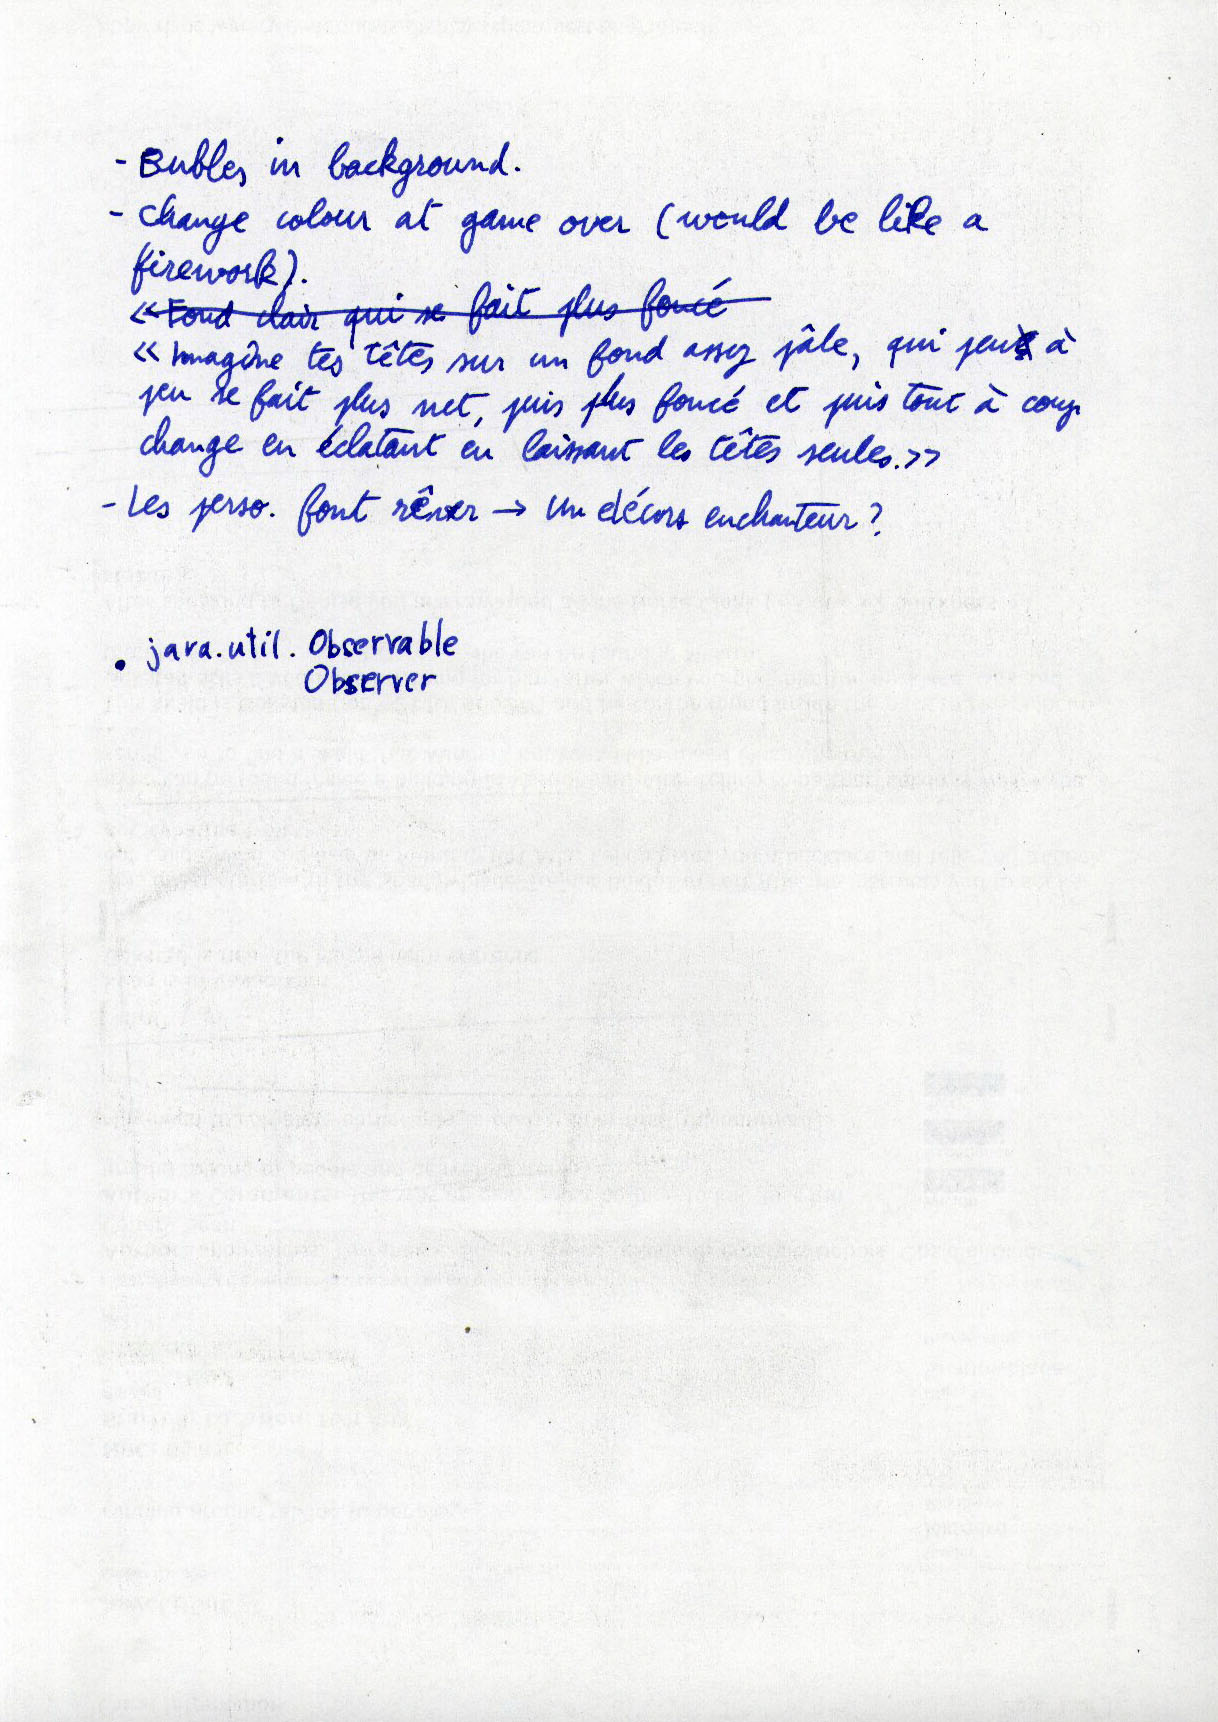 - Bubles in background.
- Change colour at game over (would be like a
firework).
« Fond clair qui se fait plus foncé
« Imagine tes têtes sur un fond assez pâle, qui peu à
peu se fait plus net, puis plus foncé et puis tout à coup
change en éclatant en laissant les têtes seules.»
- Les perso. font rêver → Un décors enchanteur ?
• java.util. Observable
Observer